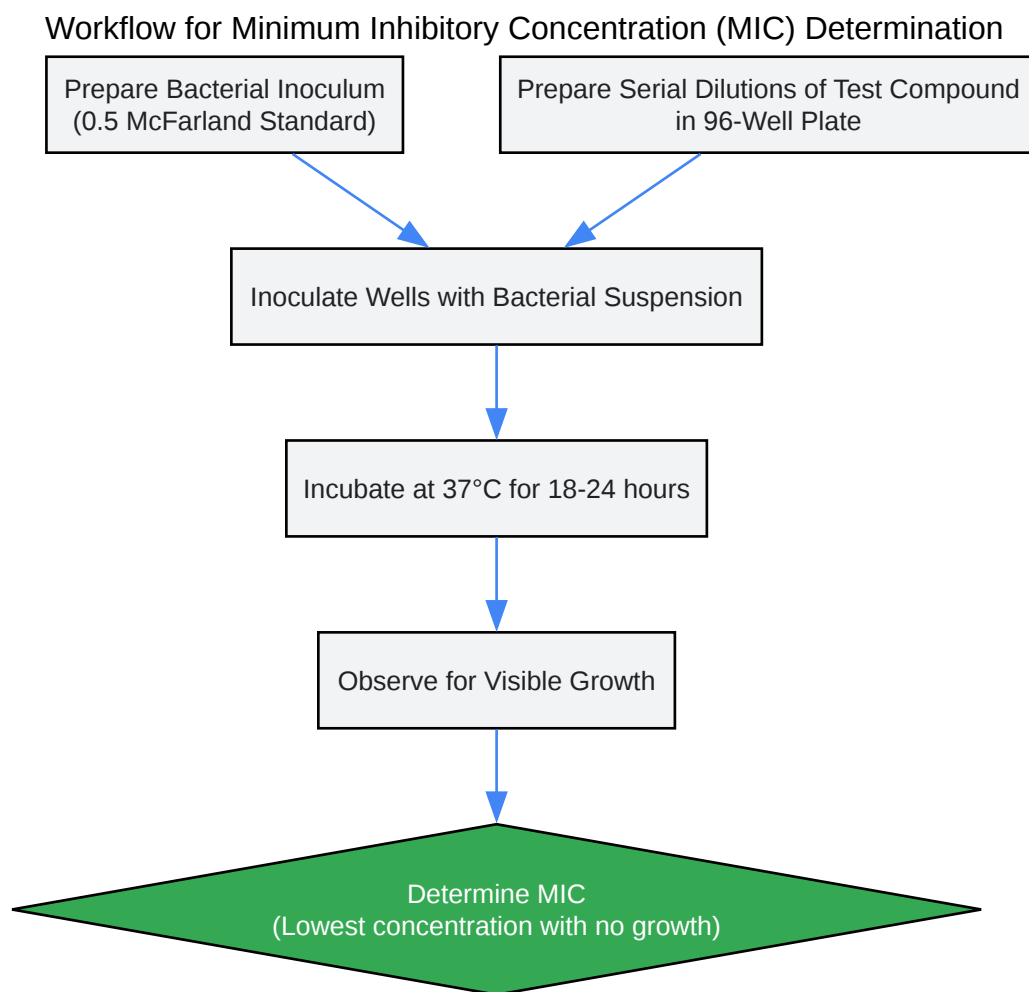 Workflow for Minimum Inhibitory Concentration (MIC) Determination
Prepare Bacterial Inoculum
(0.5 McFarland Standard)
Prepare Serial Dilutions of Test Compound
in 96-Well Plate
Inoculate Wells with Bacterial Suspension
Incubate at 37°C for 18-24 hours
Observe for Visible Growth
Determine MIC
(Lowest concentration with no growth)